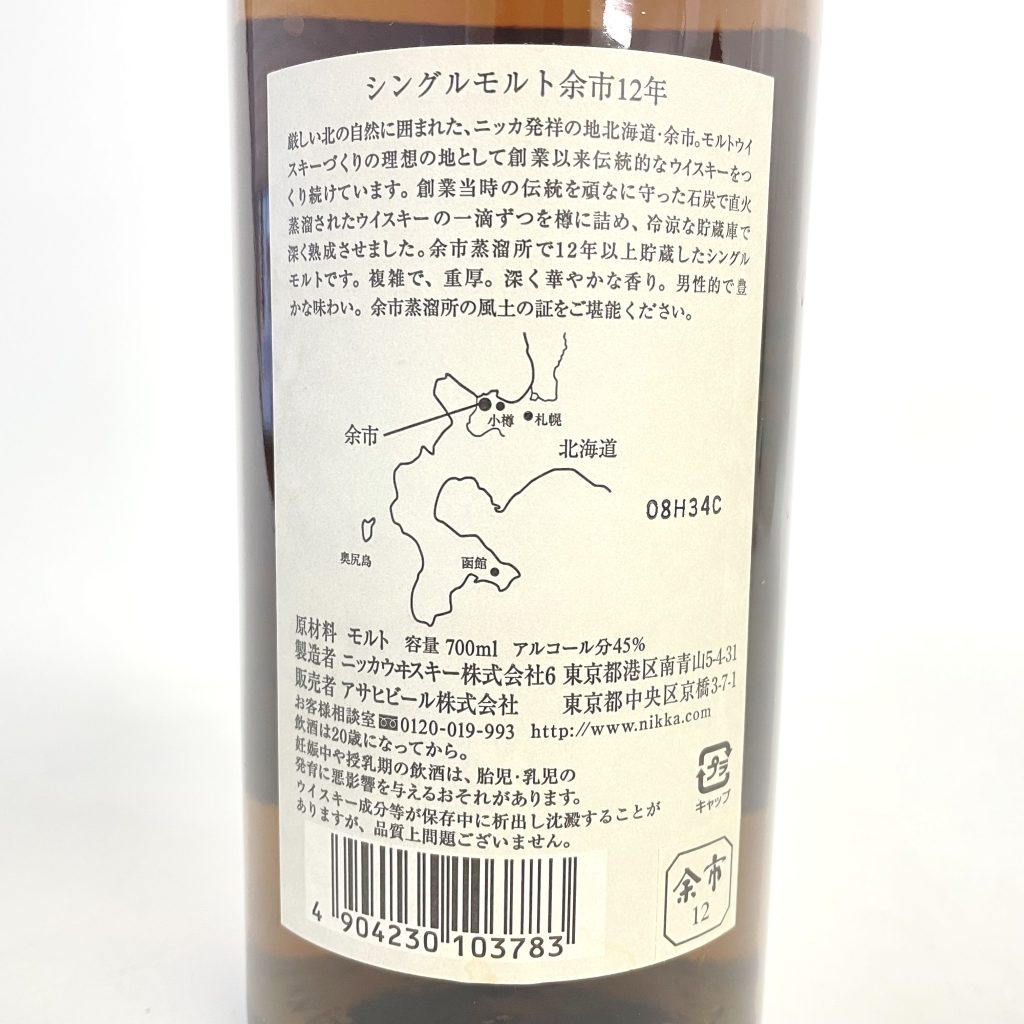 シングルモルト余市12年
厳しい北の自然に囲まれた、ニッカ発祥の地北海道・余市。モルトウイ
スキーづくりの理想の地として創業以来伝統的なウイスキーをつ
くり続けています。創業当時の伝統を頑なに守った石炭で直火
蒸溜されたウイスキーの一滴ずつを樽に詰め、冷涼な貯蔵庫で
深く熟成させました。余市蒸溜所で12年以上貯蔵したシングル
モルトです。複雑で、重厚。深く華やかな香り。男性的で豊
かな味わい。余市蒸溜所の風土の証をご堪能ください。
余市
小樽
札幌
北海道
08H34C
奥尻島
函館
原材料 モルト 容量 700ml アルコール分45%
製造者 ニッカウヰスキー株式会社6 東京都港区南青山5-4-31
販売者 アサヒビール株式会社 東京都中央区京橋3-7-1
お客様相談室 0120-019-993 http://www.nikka.com
飲酒は20歳になってから。
妊娠中や授乳期の飲酒は、胎児・乳児の
発育に悪影響を与えるおそれがあります。
ウイスキー成分等が保存中に析出し沈澱することが
ありますが、品質上問題ございません。
プラ
キャップ
余市
12
4 904230 103783